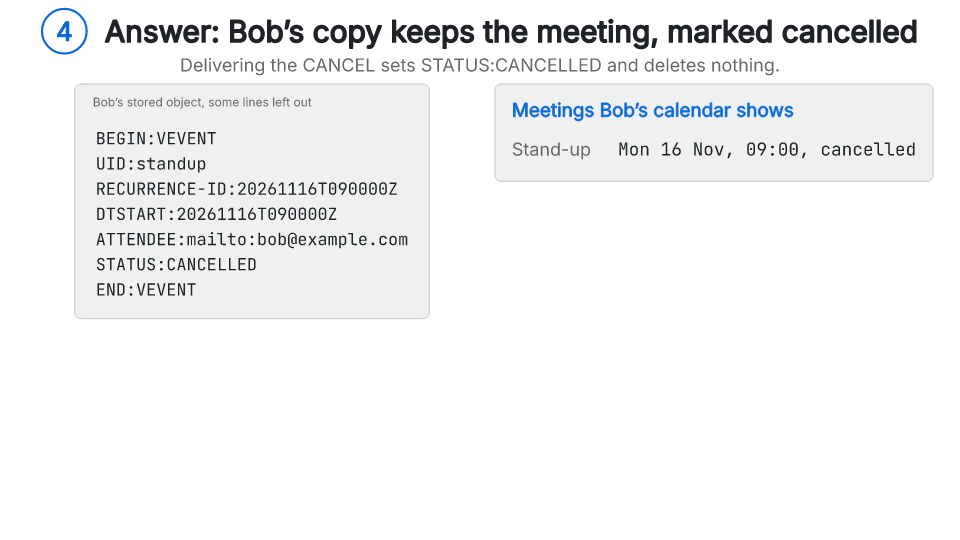 4 Answer: Bob’s copy keeps the meeting, marked cancelled
Delivering the CANCEL sets STATUS:CANCELLED and deletes nothing.
Bob’s stored object, some lines left out
BEGIN:VEVENT
UID:standup
RECURRENCE-ID:20261116T090000Z
DTSTART:20261116T090000Z
ATTENDEE:mailto:bob@example.com
STATUS:CANCELLED
END:VEVENT
Meetings Bob’s calendar shows
Stand-up Mon 16 Nov, 09:00, cancelled